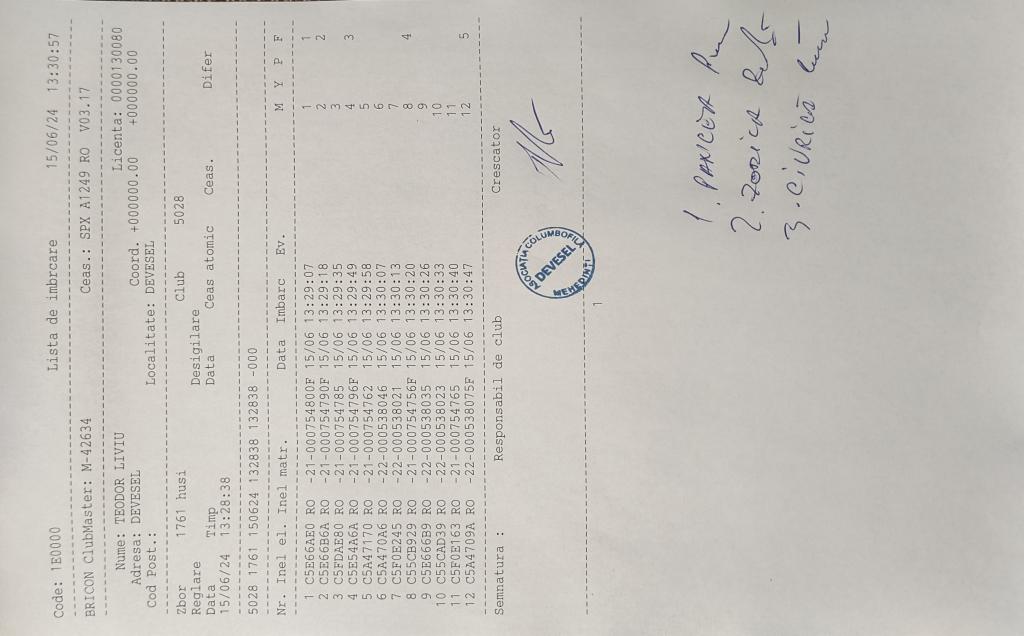 Code: 1E0000 Lista de imbrcare 15/06/24 13:30:57
BRICON ClubMaster: M-42634 Ceas.: SPX A1249 RO V03.17
Nume: TEODOR LIVIU Licenta: 0000130080
Adresa: DEVESEL Coord. +000000.00 +000000.00
Cod Post.: Localitate: DEVESEL
Zbor 1761 husi Club 5028
Reglare Desigilare
Data Timp Data Ceas atomic Ceas. Difer
15/06/24 13:28:38
5028 1761 150624 132838 132838 -000
Nr. Inel el. Inel matr. Data Imbarc Ev. M Y P F
1 C5E66AE0 RO -21-000754800F 15/06 13:29:07 1 1
2 C5E66B6A RO -21-000754790F 15/06 13:29:18 2 2
3 C5FDAE80 RO -21-000754785 15/06 13:29:35 3
4 C5E54A6A RO -21-000754796F 15/06 13:29:49 4 3
5 C5A47170 RO -21-000754762 15/06 13:29:58 5
6 C5A470A6 RO -22-000538046 15/06 13:30:07 6
7 C5F0E245 RO -22-000538021 15/06 13:30:13 7
8 C55CB929 RO -21-000754756F 15/06 13:30:20 8 4
9 C5E666B9 RO -22-000538035 15/06 13:30:26 9
10 C55CAD39 RO -22-000538023 15/06 13:30:33 10
11 C5F0E163 RO -21-000754765 15/06 13:30:40 11
12 C5A4709A RO -22-000538075F 15/06 13:30:47 12 5
Semnatura : Responsabil de club Crescator
ASOCIATIA COLUMBOFILA
DEVESEL
MEHEDINTI
1
1.
2.
3.